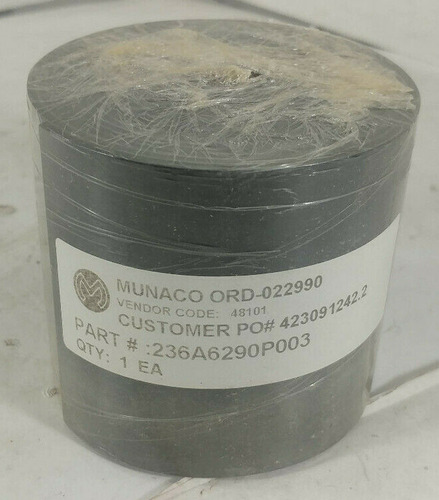 MUNACO ORD-022990
VENDOR CODE: 48101
CUSTOMER PO# 423091242.2
PART # :236A6290P003
QTY: 1 EA